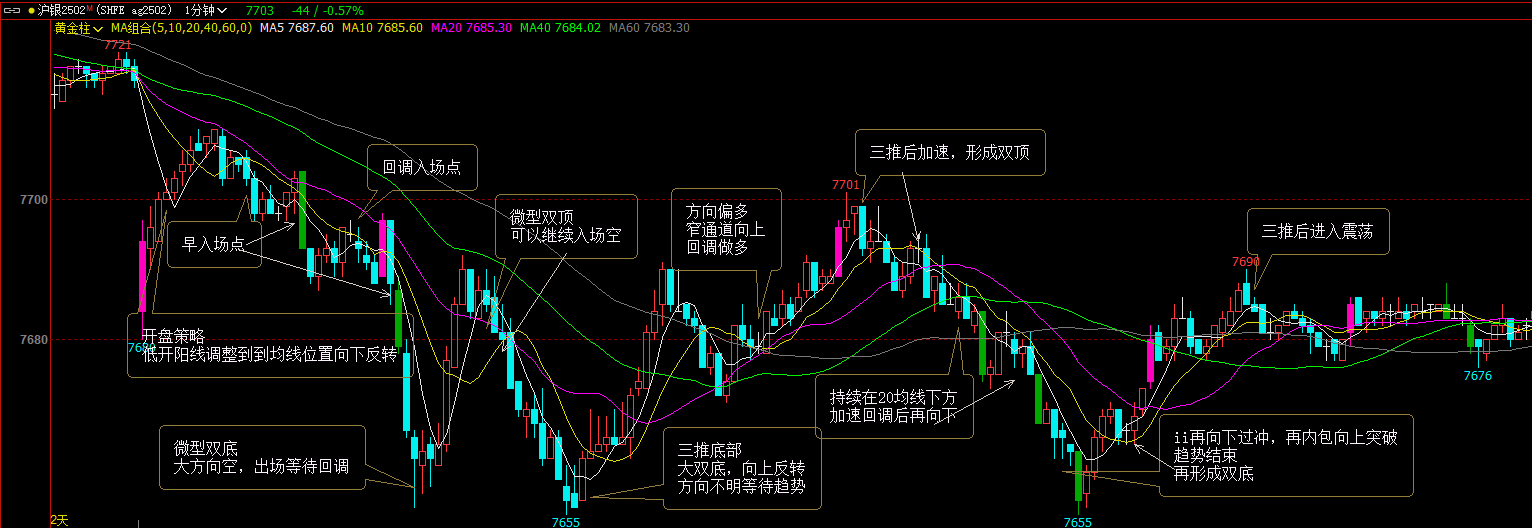 沪银2502ᴹ(SHFE ag2502) 1分钟 7703 -44 / -0.57%
黄金柱 MA组合(5,10,20,40,60,0) MA5 7687.60 MA10 7685.60 MA20 7685.30 MA40 7684.02 MA60 7683.30
7721
三推后加速，形成双顶
回调入场点
7701
7700
微型双顶
可以继续入场空
方向偏多
窄通道向上
回调做多
早入场点
三推后进入震荡
7690
开盘策略
低开阳线调整到到均线位置向下反转
7680
7676
持续在20均线下方
加速回调后再向下
微型双底
大方向空，出场等待回调
三推底部
大双底，向上反转
方向不明等待趋势
ii再向下过冲，再内包向上突破
趋势结束
再形成双底
7655
7655
2天